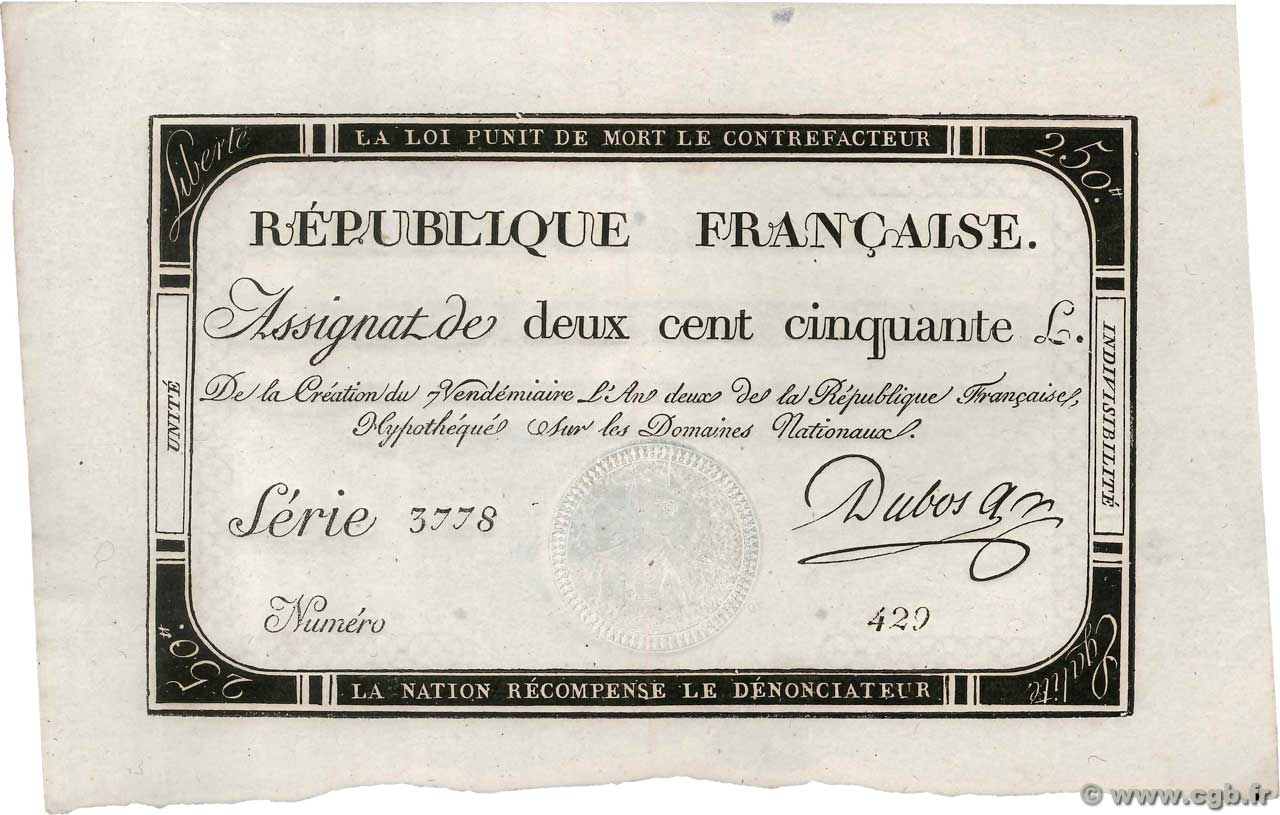 LA LOI PUNIT DE MORT LE CONTREFACTEUR
Liberté
250.₶
RÉPUBLIQUE FRANÇAISE.
Assignat de deux cent cinquante L.
De la Création du 7 Vendémiaire L'An deux de la République Française,
Hypothéqué sur les Domaines Nationaux.
UNITÉ
INDIVISIBILITÉ
Série 3778
Dubosq
Numéro
429
250.₶
Egalité
LA NATION RÉCOMPENSE LE DÉNONCIATEUR
© www.cgb.fr